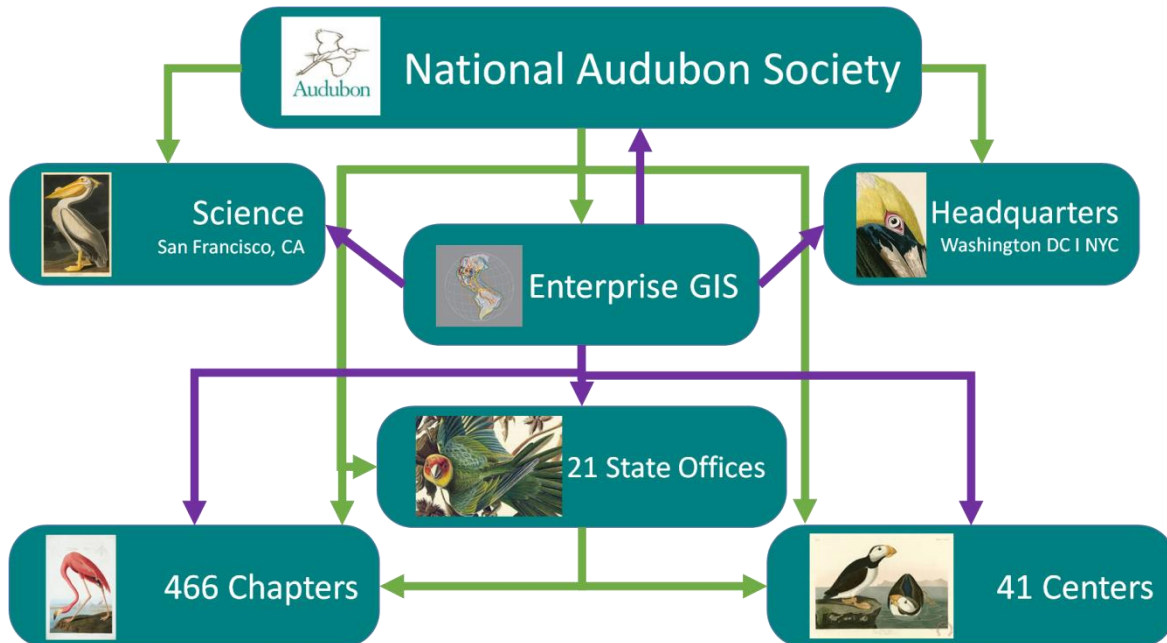 Audubon
National Audubon Society
Science
San Francisco, CA
Headquarters
Washington DC I NYC
Enterprise GIS
21 State Offices
466 Chapters
41 Centers